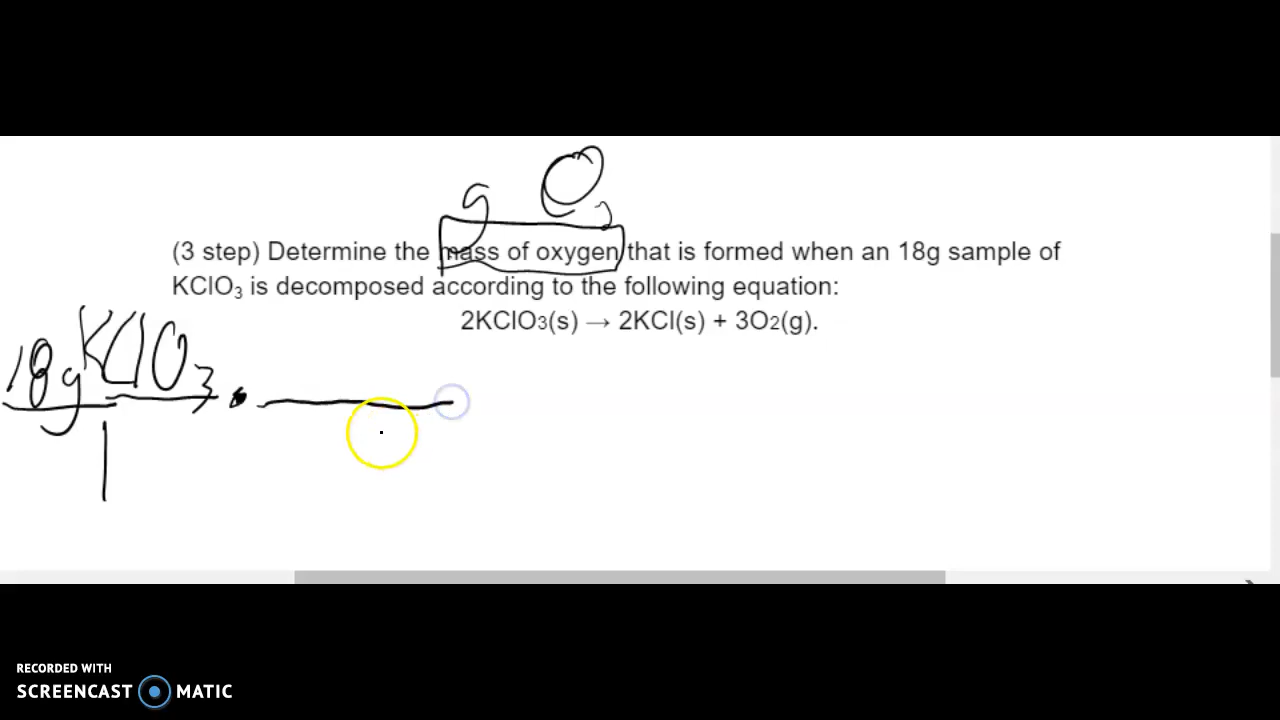 g O₂
(3 step) Determine the mass of oxygen that is formed when an 18g sample of
KClO₃ is decomposed according to the following equation:
2KClO₃(s) → 2KCl(s) + 3O₂(g).
18g KClO₃ •
1
RECORDED WITH
SCREENCAST MATIC